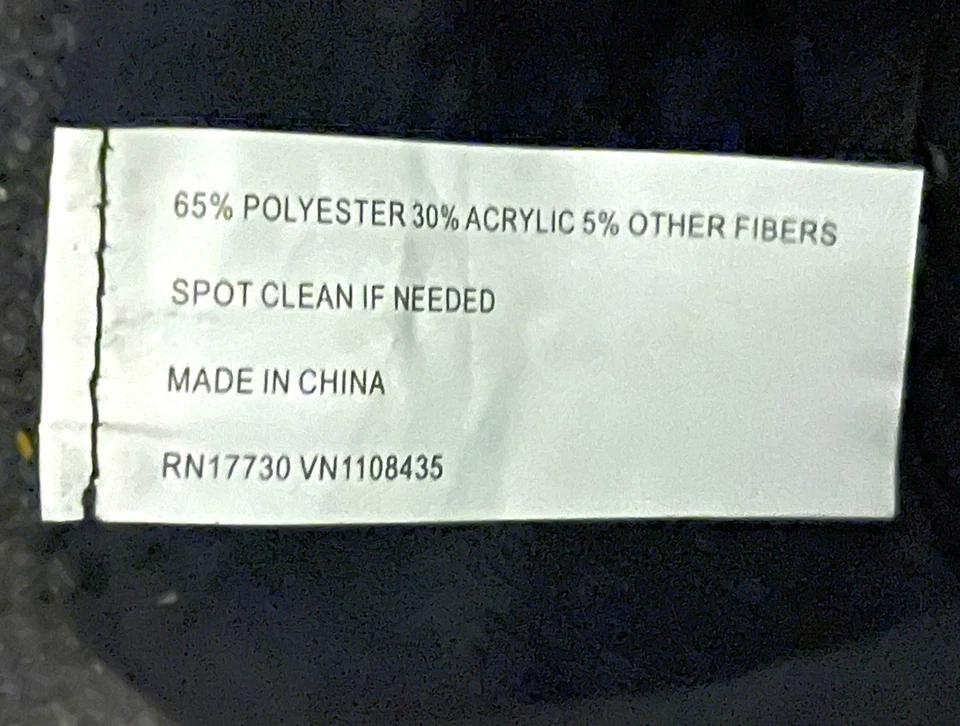 65% POLYESTER 30% ACRYLIC 5% OTHER FIBERS
SPOT CLEAN IF NEEDED
MADE IN CHINA
RN17730 VN1108435